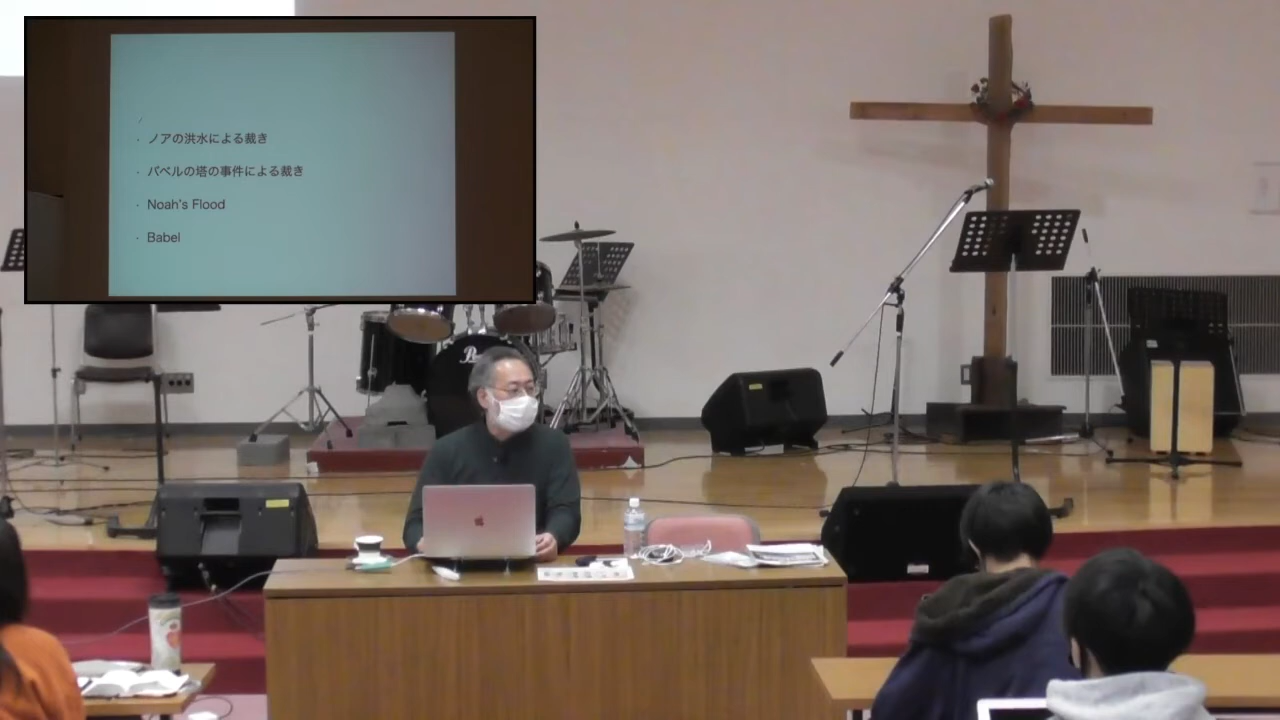 ・ ノアの洪水による裁き
・ バベルの塔の事件による裁き
・ Noah's Flood
・ Babel